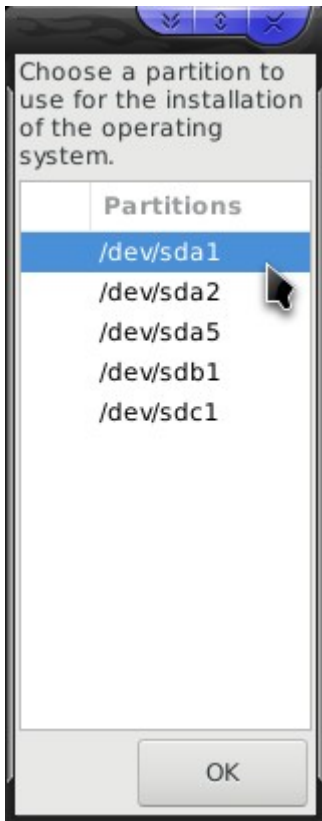 Choose a partition to
use for the installation
of the operating
system.
Partitions
/dev/sda1
/dev/sda2
/dev/sda5
/dev/sdb1
/dev/sdc1
OK